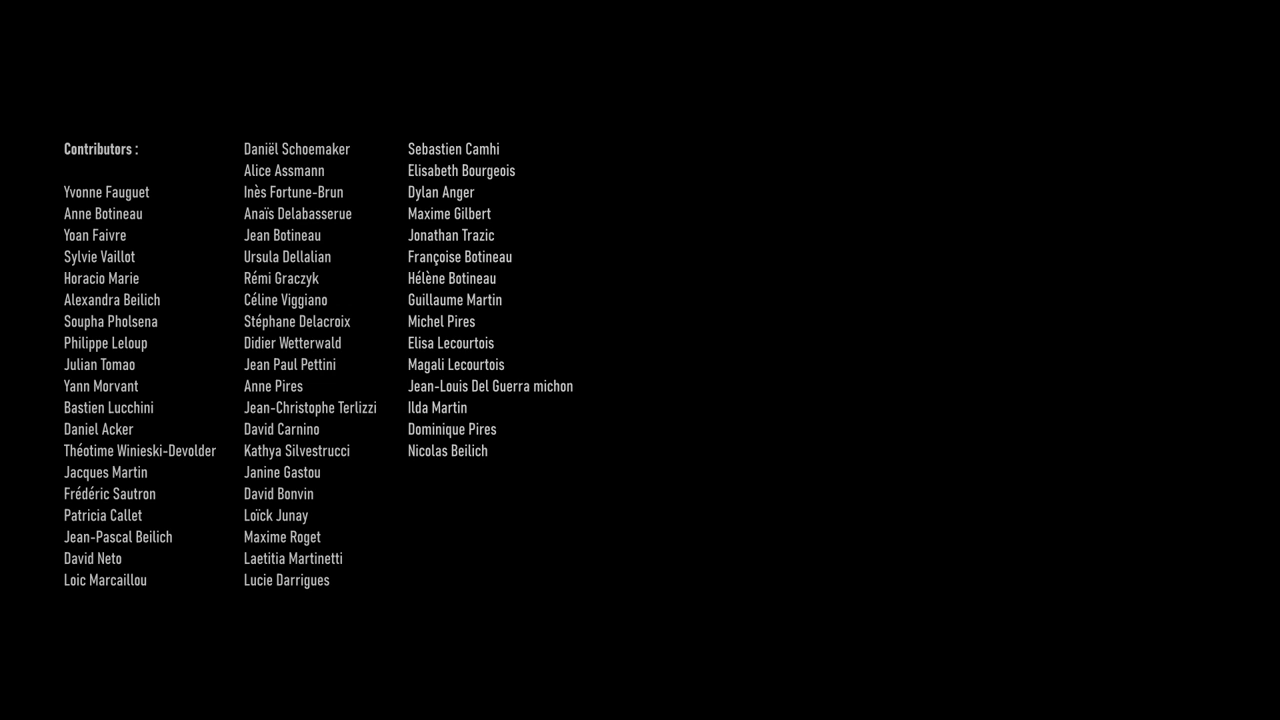 Contributors :
Yvonne Fauguet
Anne Botineau
Yoan Faivre
Sylvie Vaillot
Horacio Marie
Alexandra Beilich
Soupha Pholsena
Philippe Leloup
Julian Tomao
Yann Morvant
Bastien Lucchini
Daniel Acker
Théotime Winieski-Devolder
Jacques Martin
Frédéric Sautron
Patricia Callet
Jean-Pascal Beilich
David Neto
Loic Marcaillou
Daniël Schoemaker
Alice Assmann
Inès Fortune-Brun
Anaïs Delabasserue
Jean Botineau
Ursula Dellalian
Rémi Graczyk
Céline Viggiano
Stéphane Delacroix
Didier Wetterwald
Jean Paul Pettini
Anne Pires
Jean-Christophe Terlizzi
David Carnino
Kathya Silvestrucci
Janine Gastou
David Bonvin
Loïck Junay
Maxime Roget
Laetitia Martinetti
Lucie Darrigues
Sebastien Camhi
Elisabeth Bourgeois
Dylan Anger
Maxime Gilbert
Jonathan Trazic
Françoise Botineau
Hélène Botineau
Guillaume Martin
Michel Pires
Elisa Lecourtois
Magali Lecourtois
Jean-Louis Del Guerra michon
Ilda Martin
Dominique Pires
Nicolas Beilich